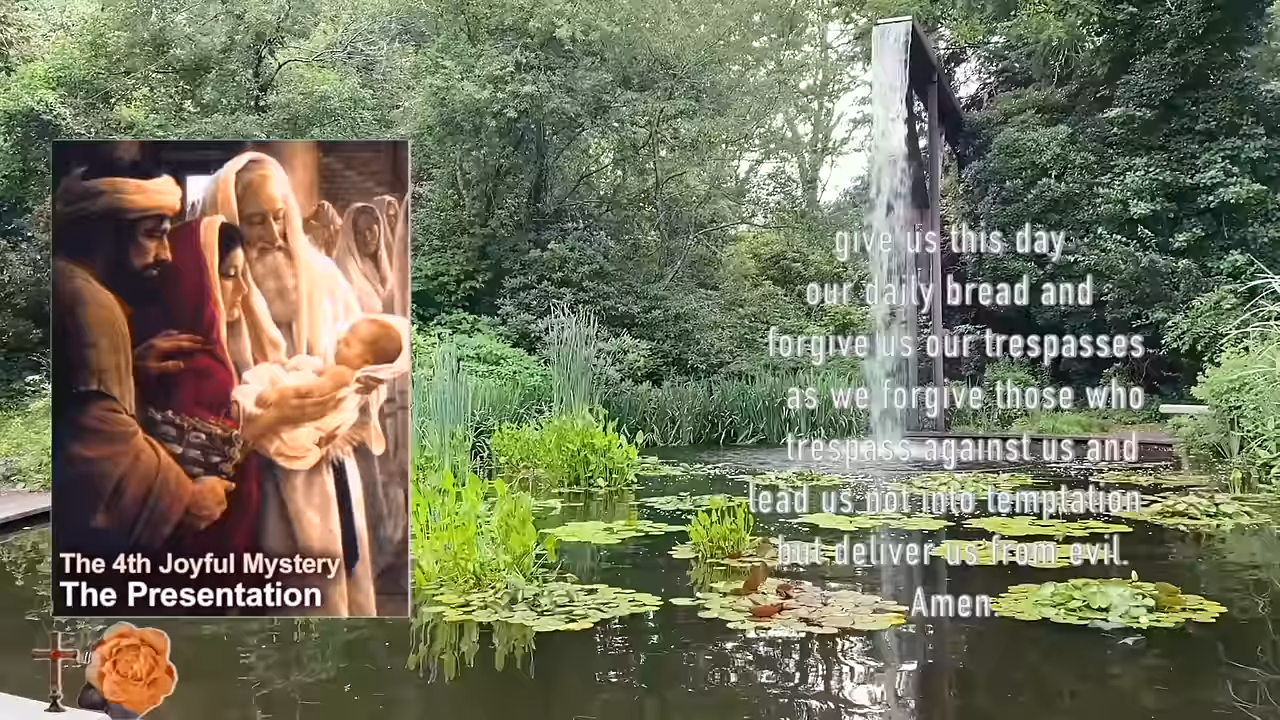 The 4th Joyful Mystery
The Presentation
give us this day
our daily bread and
forgive us our trespasses
as we forgive those who
trespass against us and
lead us not into temptation
but deliver us from evil.
Amen.